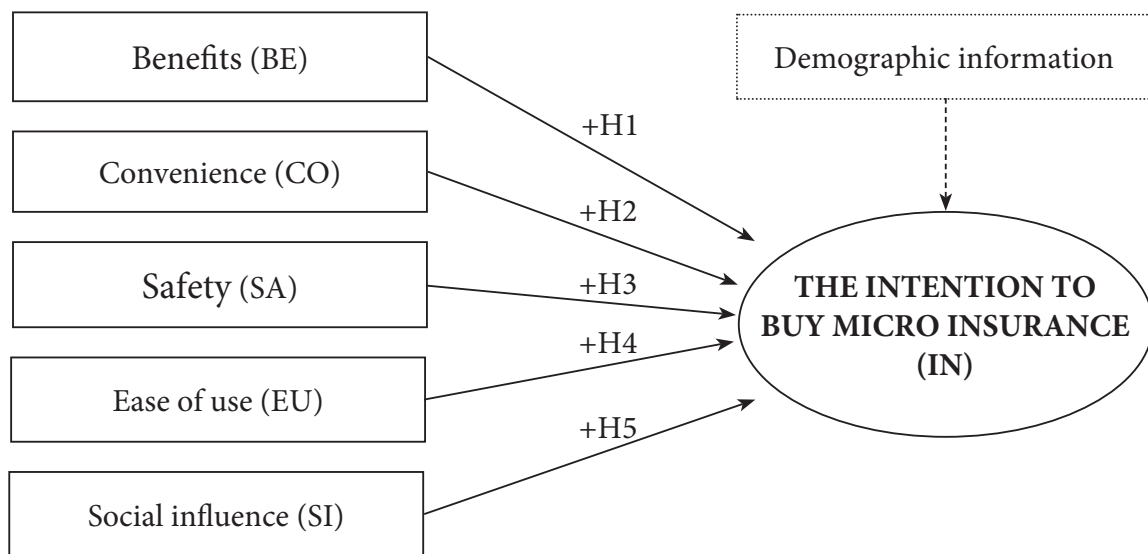 Benefits (BE)
Convenience (CO)
Safety (SA)
Ease of use (EU)
Social influence (SI)
+H1
+H2
+H3
+H4
+H5
Demographic information
THE INTENTION TO
BUY MICRO INSURANCE
(IN)